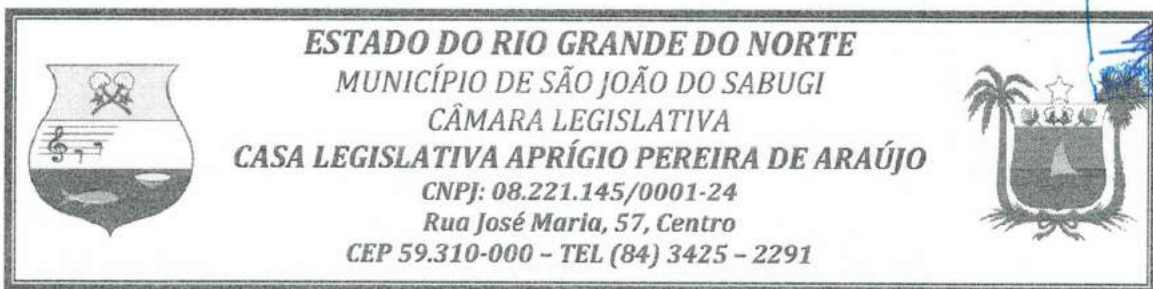 ESTADO DO RIO GRANDE DO NORTE
MUNICÍPIO DE SÃO JOÃO DO SABUGI
CÂMARA LEGISLATIVA
CASA LEGISLATIVA APRÍGIO PEREIRA DE ARAÚJO
CNPJ: 08.221.145/0001-24
Rua José Maria, 57, Centro
CEP 59.310-000 – TEL (84) 3425 – 2291